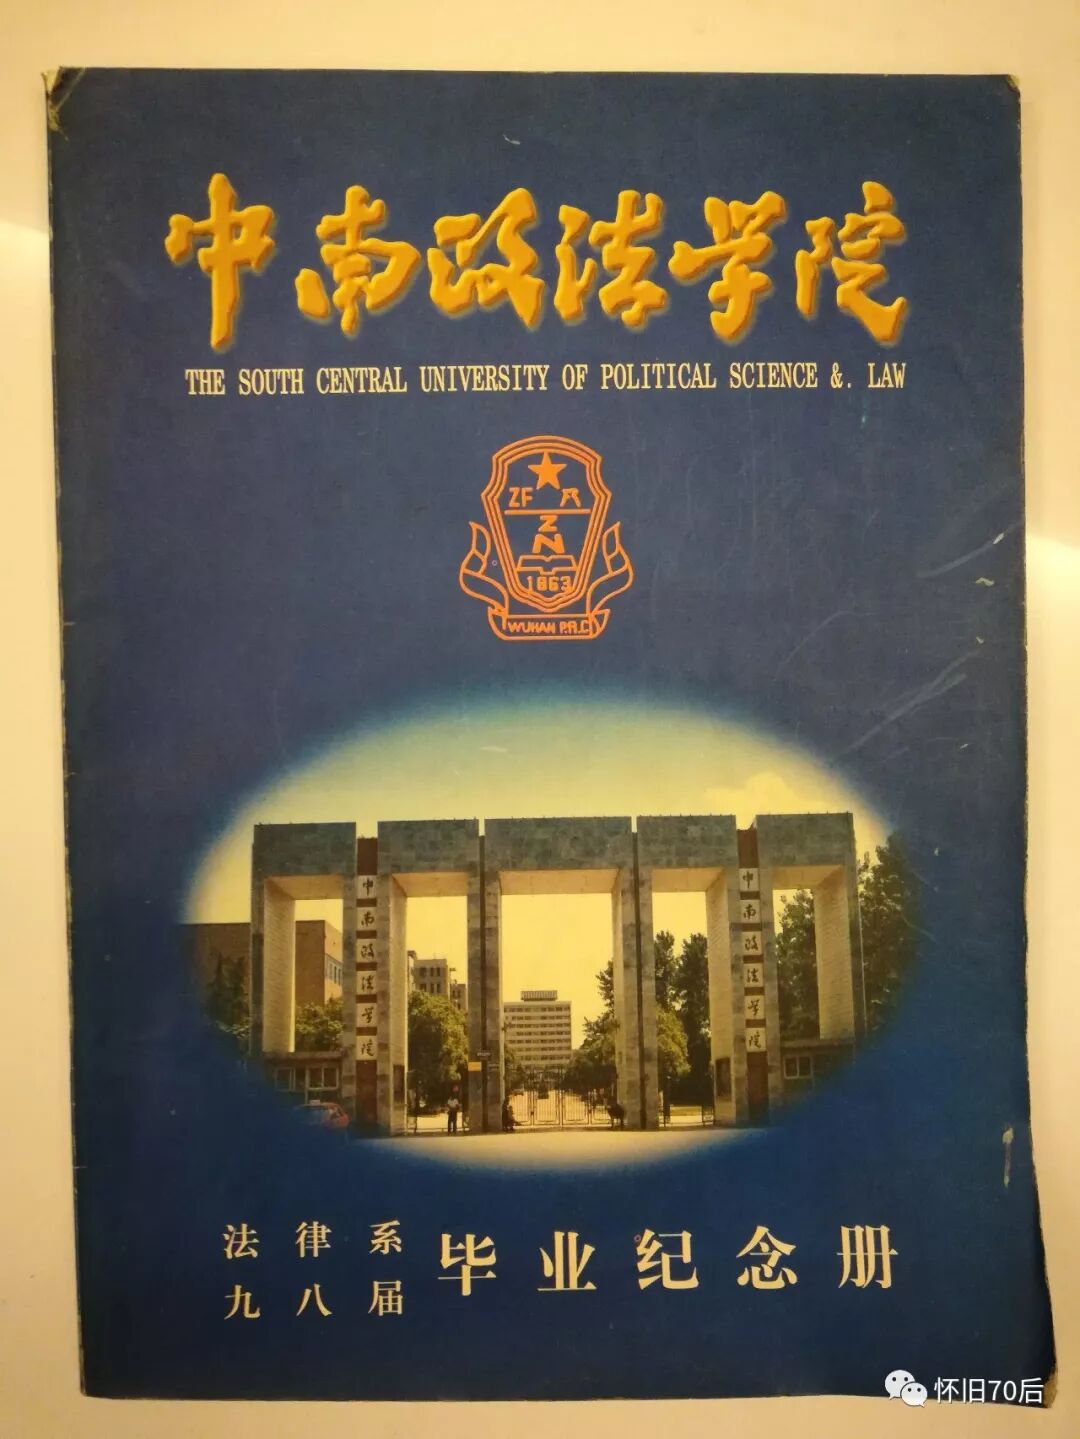 中南政法学院
THE SOUTH CENTRAL UNIVERSITY OF POLITICAL SCIENCE &. LAW
ZF
ZN
WUHAN P.R.C
中南政法学院
中南政法学院
法律系
九八届
毕业纪念册
怀旧70后